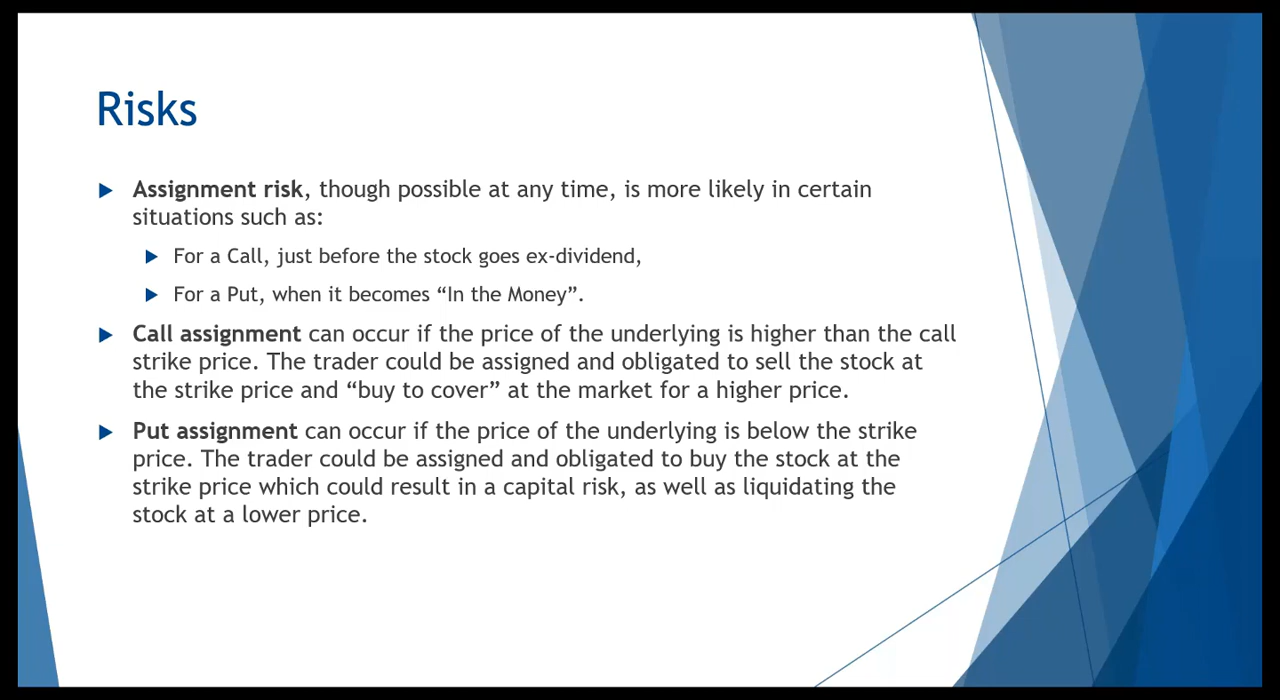 Risks
Assignment risk, though possible at any time, is more likely in certain
situations such as:
For a Call, just before the stock goes ex-dividend,
For a Put, when it becomes “In the Money”.
Call assignment can occur if the price of the underlying is higher than the call
strike price. The trader could be assigned and obligated to sell the stock at
the strike price and “buy to cover” at the market for a higher price.
Put assignment can occur if the price of the underlying is below the strike
price. The trader could be assigned and obligated to buy the stock at the
strike price which could result in a capital risk, as well as liquidating the
stock at a lower price.